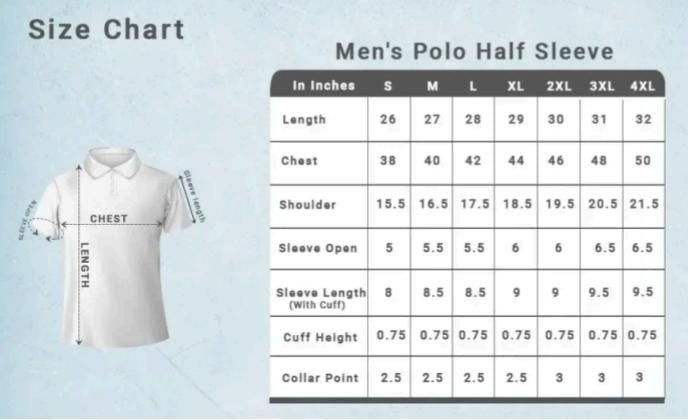 Size Chart
Men's Polo Half Sleeve
In Inches S M L XL 2XL 3XL 4XL
Length 26 27 28 29 30 31 32
Chest 38 40 42 44 46 48 50
Shoulder 15.5 16.5 17.5 18.5 19.5 20.5 21.5
Sleeve Open 5 5.5 5.5 6 6 6.5 6.5
Sleeve Length 8 8.5 8.5 9 9 9.5 9.5
(With Cuff)
Cuff Height 0.75 0.75 0.75 0.75 0.75 0.75 0.75
Collar Point 2.5 2.5 2.5 2.5 3 3 3
SLEEVE OPEN
CHEST
LENGTH
Sleeve length